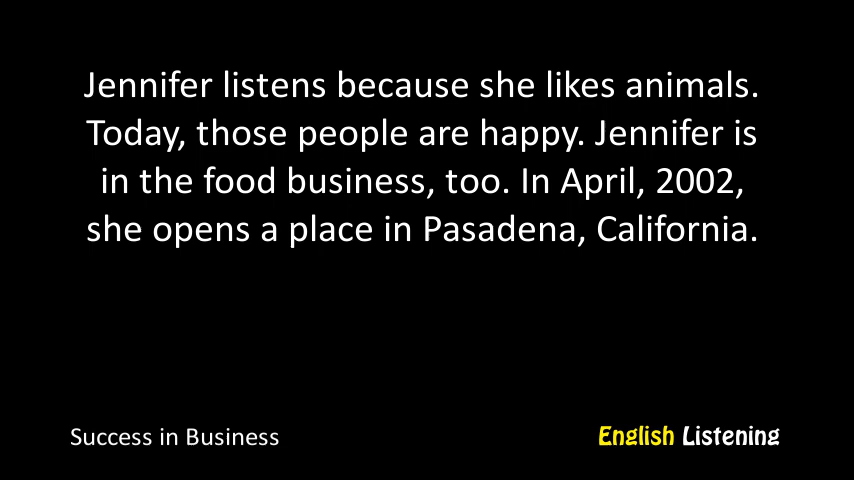 Jennifer listens because she likes animals.
Today, those people are happy. Jennifer is
in the food business, too. In April, 2002,
she opens a place in Pasadena, California.
Success in Business
English Listening